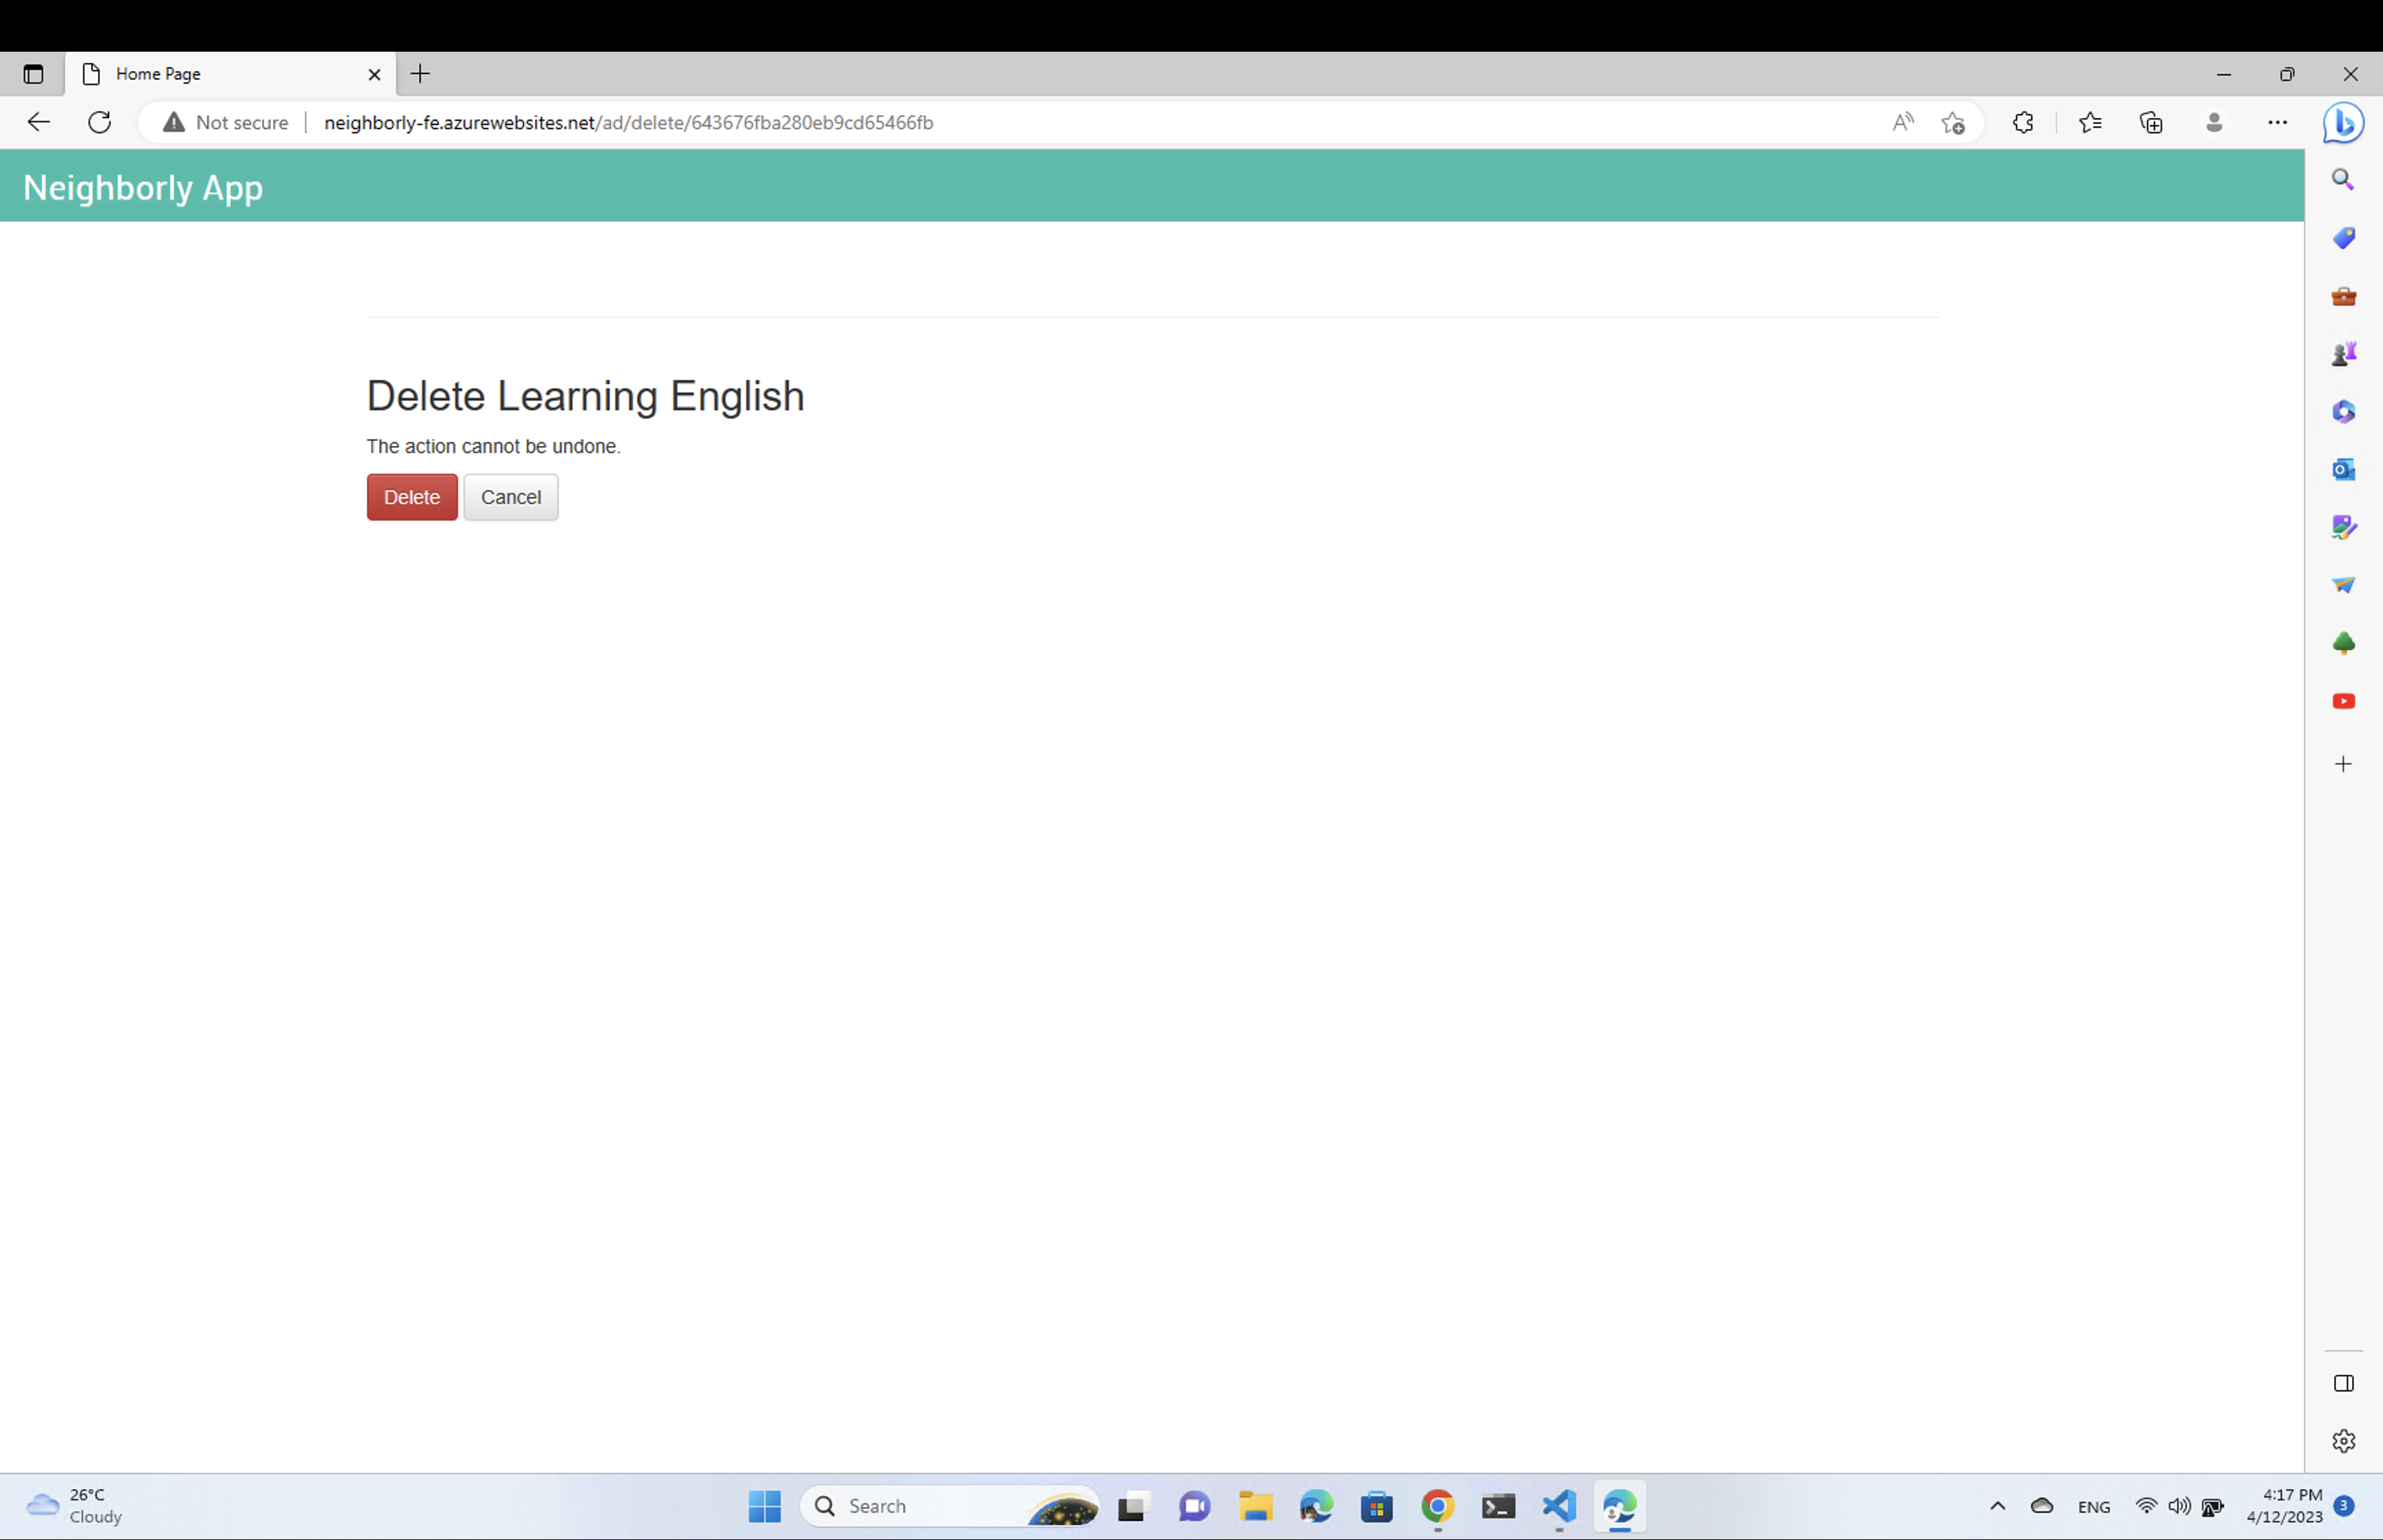 Home Page
Not secure
neighborly-fe.azurewebsites.net/ad/delete/643676fba280eb9cd65466fb
Neighborly App
Delete Learning English
The action cannot be undone.
Delete Cancel
26°C
Cloudy
Search
ENG
4:17 PM
4/12/2023
3